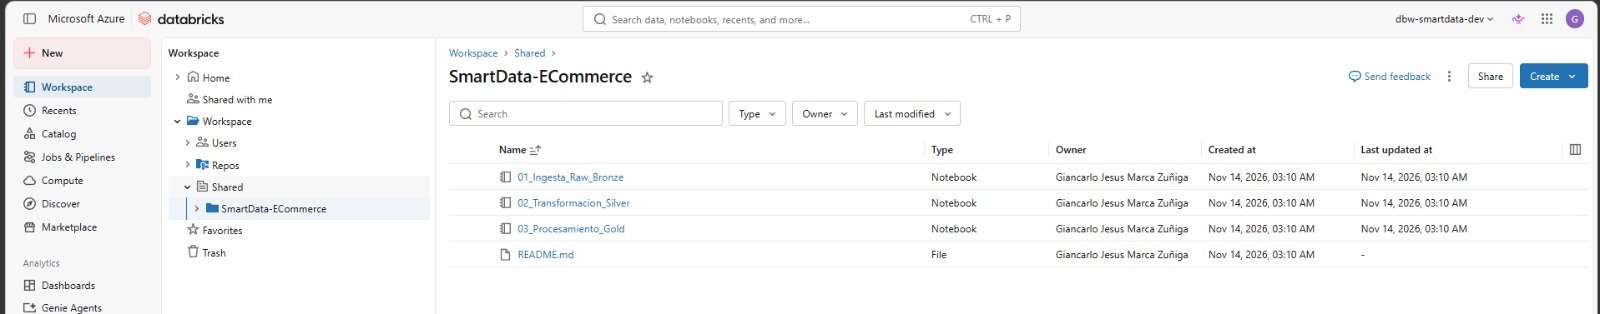 Microsoft Azure databricks Search data, notebooks, recents, and more... CTRL + P dbw-smartdata-dev G
New
Workspace
Recents
Catalog
Jobs & Pipelines
Compute
Discover
Marketplace
Analytics
Dashboards
Genie Agents
Workspace
Home
Shared with me
Workspace
Users
Repos
Shared
SmartData-ECommerce
Favorites
Trash
Workspace > Shared >
SmartData-ECommerce
Send feedback Share Create
Search Type Owner Last modified
Name Type Owner Created at Last updated at
01_Ingesta_Raw_Bronze Notebook Giancarlo Jesus Marca Zuñiga Nov 14, 2026, 03:10 AM Nov 14, 2026, 03:10 AM
02_Transformacion_Silver Notebook Giancarlo Jesus Marca Zuñiga Nov 14, 2026, 03:10 AM Nov 14, 2026, 03:10 AM
03_Procesamiento_Gold Notebook Giancarlo Jesus Marca Zuñiga Nov 14, 2026, 03:10 AM Nov 14, 2026, 03:10 AM
README.md File Giancarlo Jesus Marca Zuñiga Nov 14, 2026, 03:10 AM -